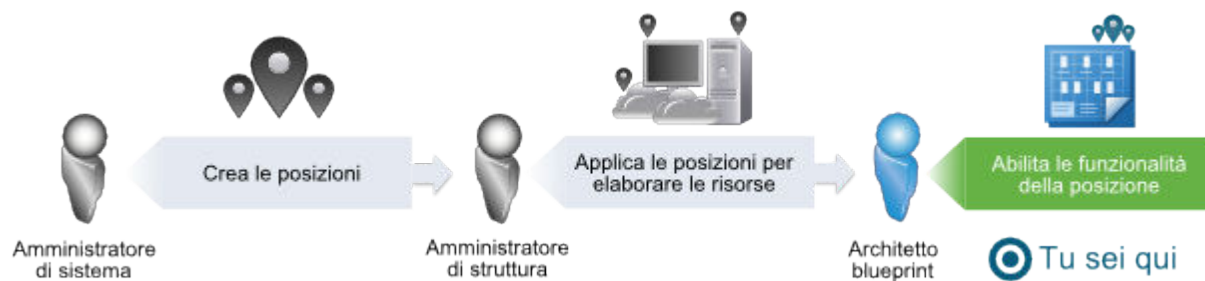 Crea le posizioni
Applica le posizioni per
elaborare le risorse
Abilita le funzionalità
della posizione
Amministratore
di sistema
Amministratore
di struttura
Architetto
blueprint
Tu sei qui